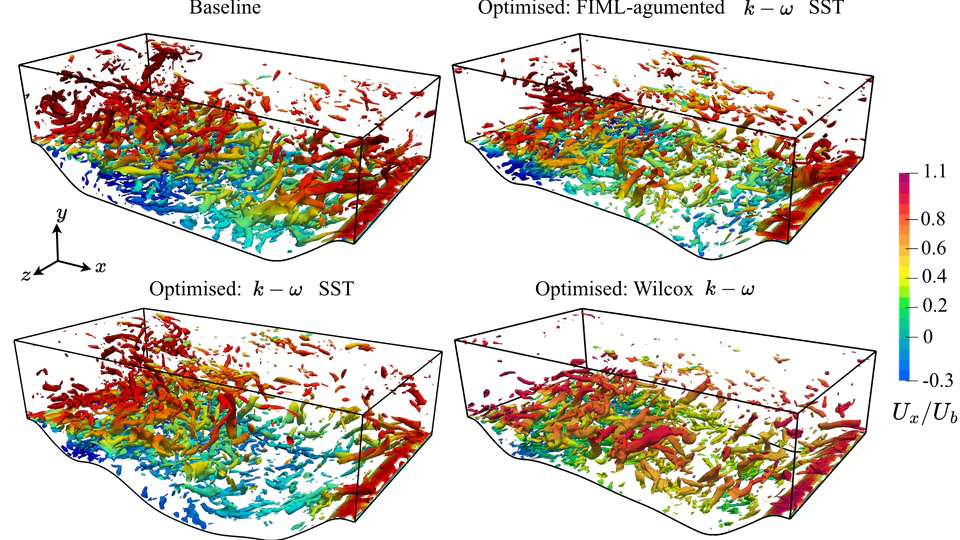 Baseline
Optimised: FIML-agumented k − ω SST
y
x
z
Optimised: k − ω SST
Optimised: Wilcox k − ω
1.1
0.8
0.6
0.4
0.2
0
-0.3
U_x/U_b